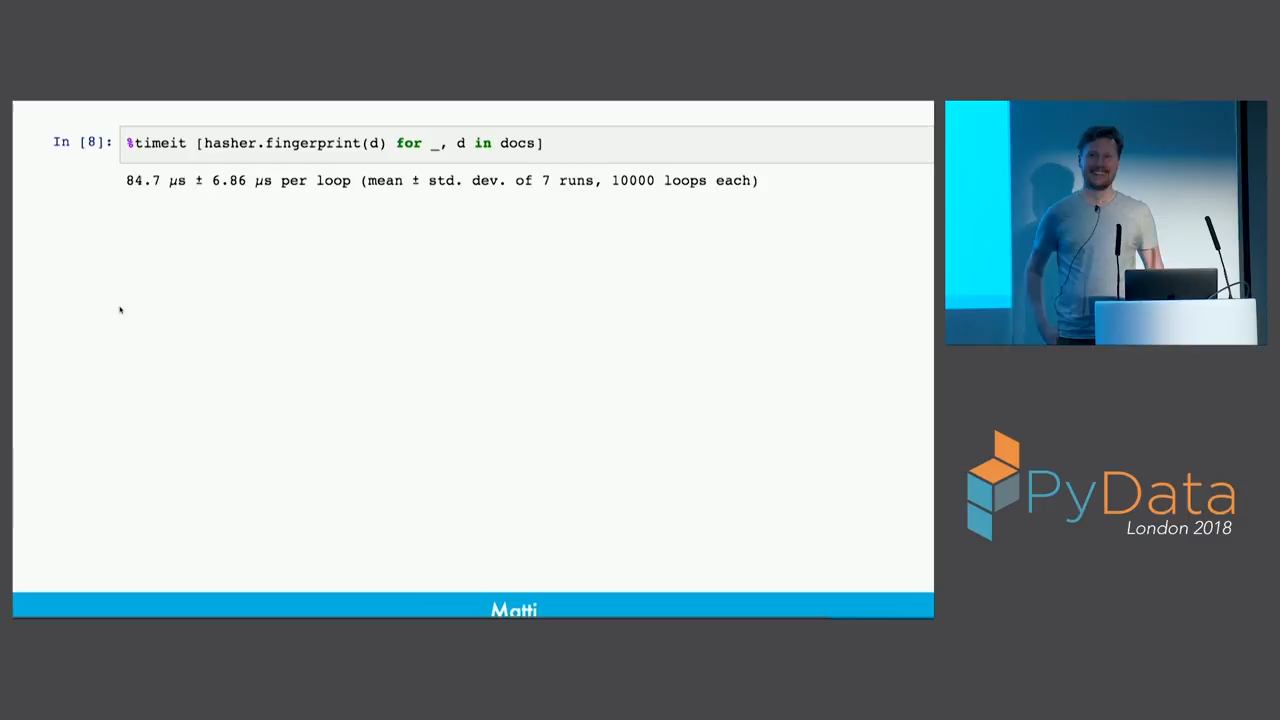 In [8]: %timeit [hasher.fingerprint(d) for _, d in docs]
84.7 µs ± 6.86 µs per loop (mean ± std. dev. of 7 runs, 10000 loops each)
Matti
PyData
London 2018